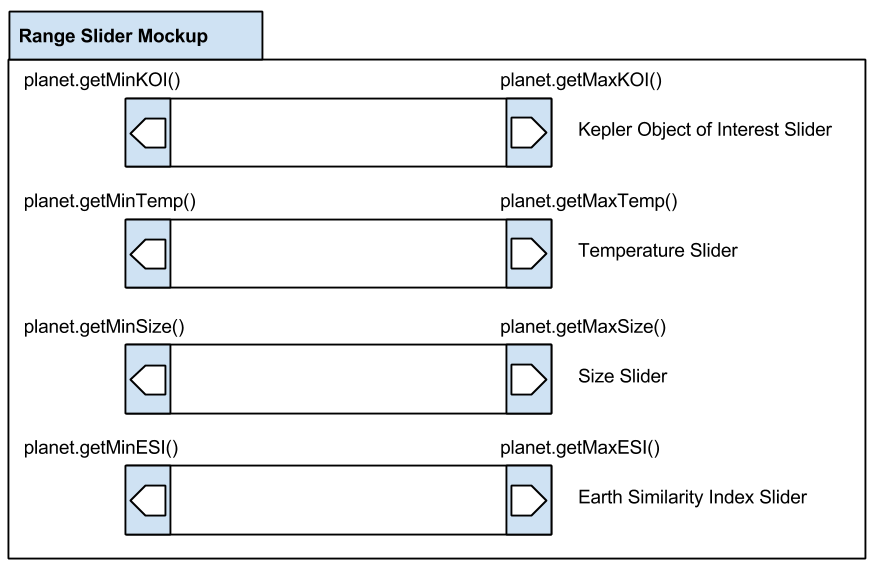 Range Slider Mockup
planet.getMinKOI() planet.getMaxKOI()
Kepler Object of Interest Slider
planet.getMinTemp() planet.getMaxTemp()
Temperature Slider
planet.getMinSize() planet.getMaxSize()
Size Slider
planet.getMinESI() planet.getMaxESI()
Earth Similarity Index Slider